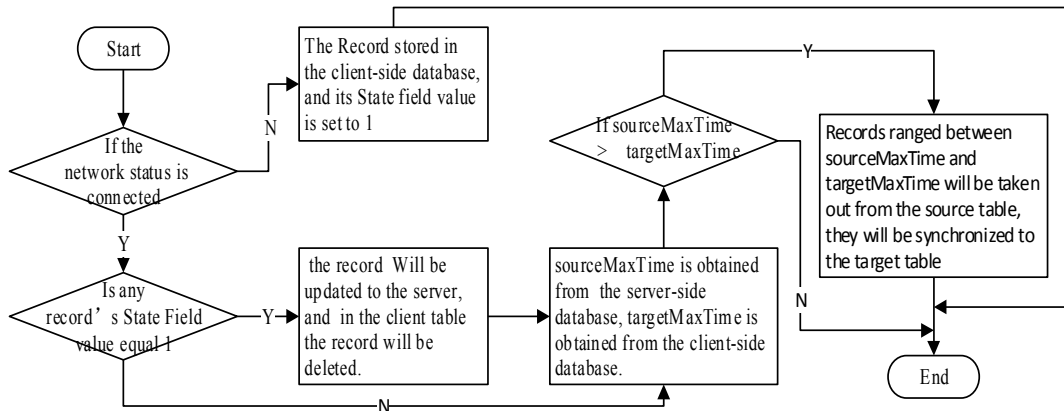 Start
If the
network status is
connected
N
The Record stored in
the client-side database,
and its State field value
is set to 1
Y
Is any
record’s State Field
value equal 1
Y
the record Will be
updated to the server,
and in the client table
the record will be
deleted.
N
sourceMaxTime is obtained
from the server-side
database, targetMaxTime is
obtained from the client-side
database.
If sourceMaxTime
> targetMaxTime
Y
N
Records ranged between
sourceMaxTime and
targetMaxTime will be taken
out from the source table,
they will be synchronized to
the target table
End